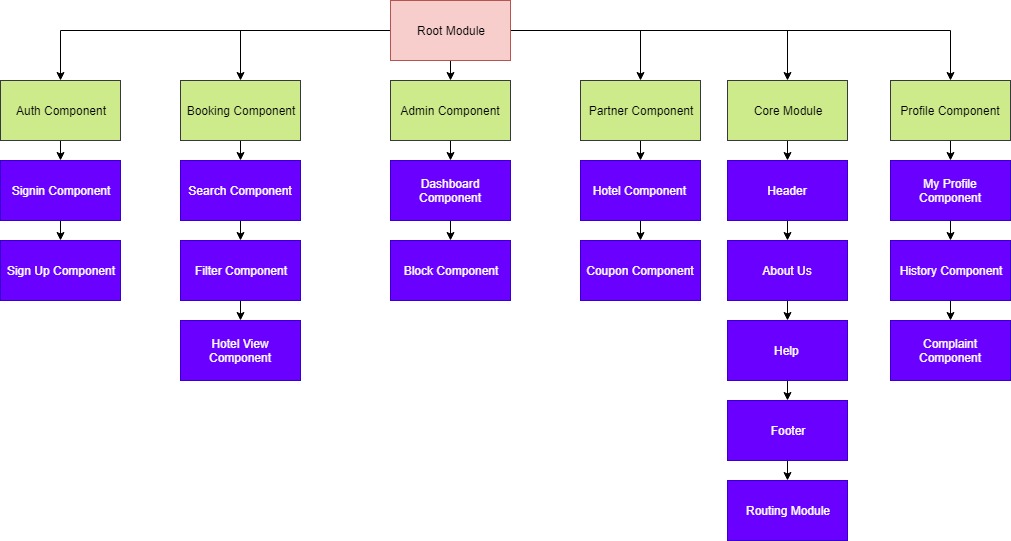 Root Module
Auth Component
Booking Component
Admin Component
Partner Component
Core Module
Profile Component
Signin Component
Search Component
Dashboard
Component
Hotel Component
Header
My Profile
Component
Sign Up Component
Filter Component
Block Component
Coupon Component
About Us
History Component
Hotel View
Component
Help
Complaint
Component
Footer
Routing Module